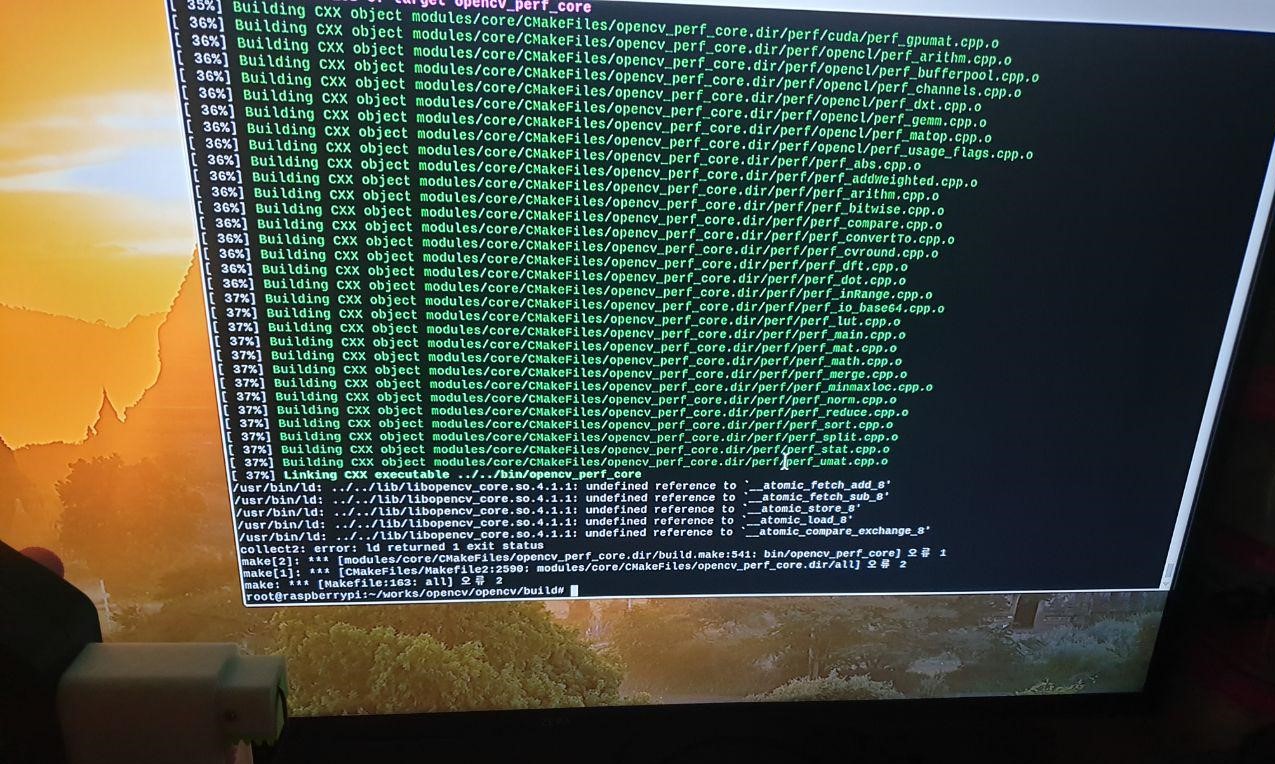 target opencv_perf_core
[ 35%] Building CXX object modules/core/CMakeFiles/opencv_perf_core.dir/perf/cuda/perf_gpumat.cpp.o
[ 36%] Building CXX object modules/core/CMakeFiles/opencv_perf_core.dir/perf/opencl/perf_arithm.cpp.o
[ 36%] Building CXX object modules/core/CMakeFiles/opencv_perf_core.dir/perf/opencl/perf_bufferpool.cpp.o
[ 36%] Building CXX object modules/core/CMakeFiles/opencv_perf_core.dir/perf/opencl/perf_channels.cpp.o
[ 36%] Building CXX object modules/core/CMakeFiles/opencv_perf_core.dir/perf/opencl/perf_dxt.cpp.o
[ 36%] Building CXX object modules/core/CMakeFiles/opencv_perf_core.dir/perf/opencl/perf_gemm.cpp.o
[ 36%] Building CXX object modules/core/CMakeFiles/opencv_perf_core.dir/perf/opencl/perf_matop.cpp.o
[ 36%] Building CXX object modules/core/CMakeFiles/opencv_perf_core.dir/perf/opencl/perf_usage_flags.cpp.o
[ 36%] Building CXX object modules/core/CMakeFiles/opencv_perf_core.dir/perf/perf_abs.cpp.o
[ 36%] Building CXX object modules/core/CMakeFiles/opencv_perf_core.dir/perf/perf_addWeighted.cpp.o
[ 36%] Building CXX object modules/core/CMakeFiles/opencv_perf_core.dir/perf/perf_arithm.cpp.o
[ 36%] Building CXX object modules/core/CMakeFiles/opencv_perf_core.dir/perf/perf_bitwise.cpp.o
[ 36%] Building CXX object modules/core/CMakeFiles/opencv_perf_core.dir/perf/perf_compare.cpp.o
[ 36%] Building CXX object modules/core/CMakeFiles/opencv_perf_core.dir/perf/perf_convertTo.cpp.o
[ 36%] Building CXX object modules/core/CMakeFiles/opencv_perf_core.dir/perf/perf_cvround.cpp.o
[ 36%] Building CXX object modules/core/CMakeFiles/opencv_perf_core.dir/perf/perf_dft.cpp.o
[ 36%] Building CXX object modules/core/CMakeFiles/opencv_perf_core.dir/perf/perf_dot.cpp.o
[ 36%] Building CXX object modules/core/CMakeFiles/opencv_perf_core.dir/perf/perf_inRange.cpp.o
[ 37%] Building CXX object modules/core/CMakeFiles/opencv_perf_core.dir/perf/perf_io_base64.cpp.o
[ 37%] Building CXX object modules/core/CMakeFiles/opencv_perf_core.dir/perf/perf_lut.cpp.o
[ 37%] Building CXX object modules/core/CMakeFiles/opencv_perf_core.dir/perf/perf_main.cpp.o
[ 37%] Building CXX object modules/core/CMakeFiles/opencv_perf_core.dir/perf/perf_mat.cpp.o
[ 37%] Building CXX object modules/core/CMakeFiles/opencv_perf_core.dir/perf/perf_math.cpp.o
[ 37%] Building CXX object modules/core/CMakeFiles/opencv_perf_core.dir/perf/perf_merge.cpp.o
[ 37%] Building CXX object modules/core/CMakeFiles/opencv_perf_core.dir/perf/perf_minmaxloc.cpp.o
[ 37%] Building CXX object modules/core/CMakeFiles/opencv_perf_core.dir/perf/perf_norm.cpp.o
[ 37%] Building CXX object modules/core/CMakeFiles/opencv_perf_core.dir/perf/perf_reduce.cpp.o
[ 37%] Building CXX object modules/core/CMakeFiles/opencv_perf_core.dir/perf/perf_sort.cpp.o
[ 37%] Building CXX object modules/core/CMakeFiles/opencv_perf_core.dir/perf/perf_split.cpp.o
[ 37%] Building CXX object modules/core/CMakeFiles/opencv_perf_core.dir/perf/perf_stat.cpp.o
[ 37%] Building CXX object modules/core/CMakeFiles/opencv_perf_core.dir/perf/perf_umat.cpp.o
[ 37%] Linking CXX executable ../../bin/opencv_perf_core
/usr/bin/ld: ../../lib/libopencv_core.so.4.1.1: undefined reference to `__atomic_fetch_add_8'
/usr/bin/ld: ../../lib/libopencv_core.so.4.1.1: undefined reference to `__atomic_fetch_sub_8'
/usr/bin/ld: ../../lib/libopencv_core.so.4.1.1: undefined reference to `__atomic_store_8'
/usr/bin/ld: ../../lib/libopencv_core.so.4.1.1: undefined reference to `__atomic_load_8'
/usr/bin/ld: ../../lib/libopencv_core.so.4.1.1: undefined reference to `__atomic_compare_exchange_8'
collect2: error: ld returned 1 exit status
make[2]: *** [modules/core/CMakeFiles/opencv_perf_core.dir/build.make:541: bin/opencv_perf_core] 오류 1
make[1]: *** [CMakeFiles/Makefile2:2590: modules/core/CMakeFiles/opencv_perf_core.dir/all] 오류 2
make: *** [Makefile:163: all] 오류 2
root@raspberrypi:~/works/opencv/opencv/build#